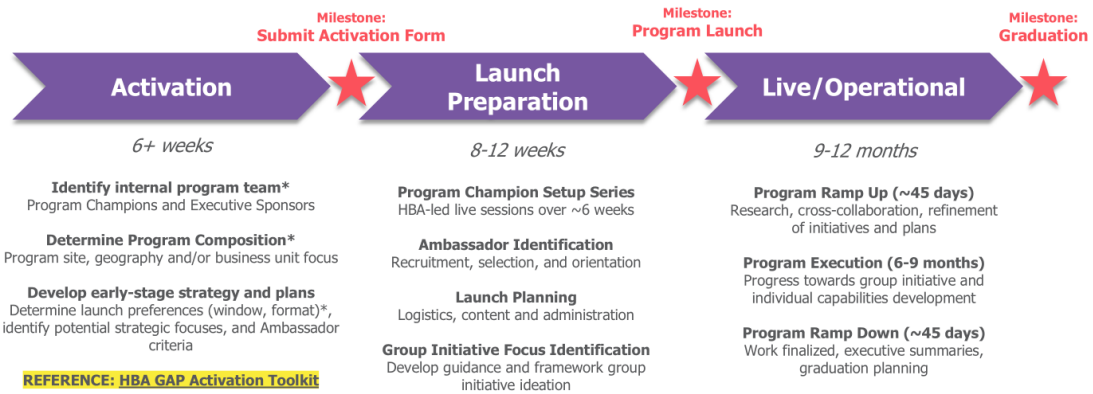 Milestone:
Submit Activation Form
Milestone:
Program Launch
Milestone:
Graduation
Activation
Launch
Preparation
Live/Operational
6+ weeks
Identify internal program team*
Program Champions and Executive Sponsors
Determine Program Composition*
Program site, geography and/or business unit focus
Develop early-stage strategy and plans
Determine launch preferences (window, format)*,
identify potential strategic focuses, and Ambassador
criteria
REFERENCE: HBA GAP Activation Toolkit
8-12 weeks
Program Champion Setup Series
HBA-led live sessions over ~6 weeks
Ambassador Identification
Recruitment, selection, and orientation
Launch Planning
Logistics, content and administration
Group Initiative Focus Identification
Develop guidance and framework group
initiative ideation
9-12 months
Program Ramp Up (~45 days)
Research, cross-collaboration, refinement
of initiatives and plans
Program Execution (6-9 months)
Progress towards group initiative and
individual capabilities development
Program Ramp Down (~45 days)
Work finalized, executive summaries,
graduation planning